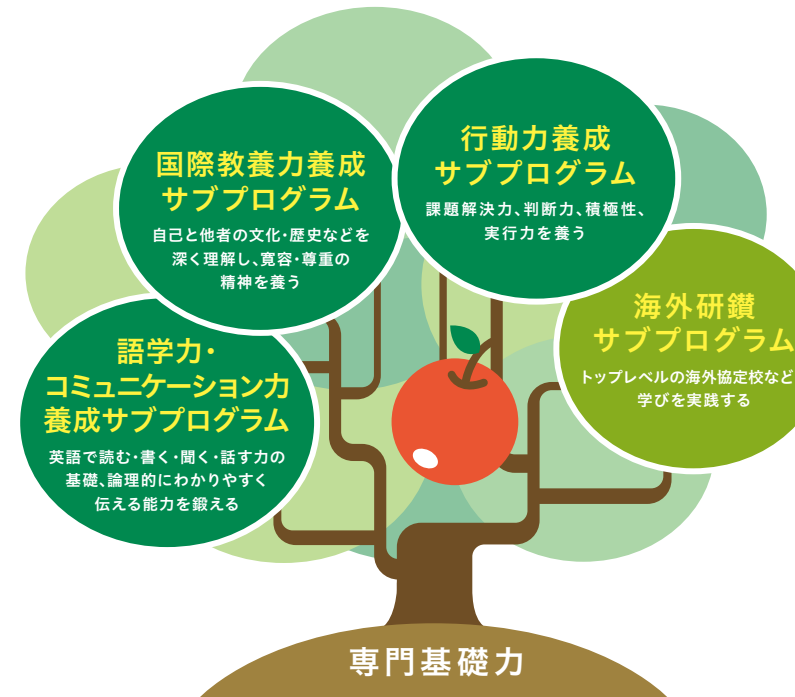 国際教養力養成
サブプログラム
自己と他者の文化・歴史などを
深く理解し、寛容・尊重の
精神を養う
行動力養成
サブプログラム
課題解決力、判断力、積極性、
実行力を養う
語学力・
コミュニケーション力
養成サブプログラム
英語で読む・書く・聞く・話す力の
基礎、論理的にわかりやすく
伝える能力を鍛える
海外研鑚
サブプログラム
トップレベルの海外協定校など
学びを実践する
専門基礎力